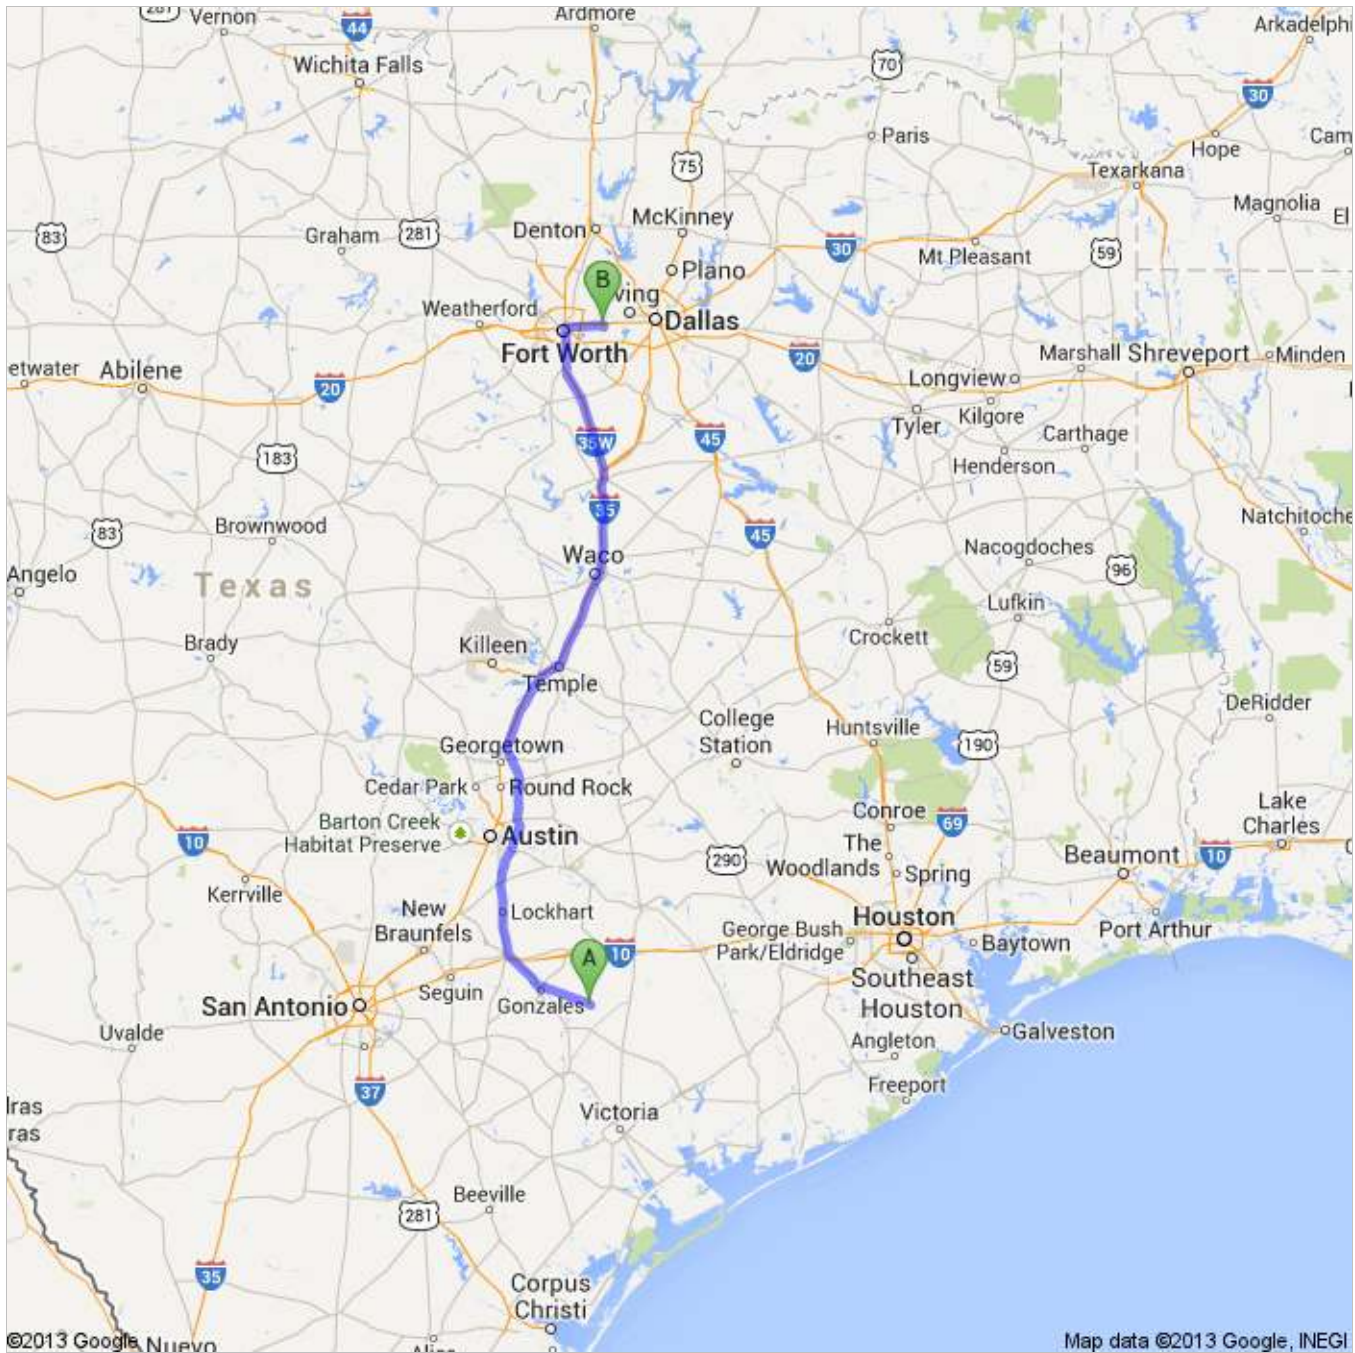 281
Vernon
44
Ardmore
Arkadelphi
Wichita Falls
70
30
Paris
Hope
Cam
75
Texarkana
Magnolia
El
83
Graham
281
Denton
McKinney
30
59
Mt Pleasant
Plano
B
ving
Weatherford
Dallas
Fort Worth
20
Marshall
Shreveport
Minden
etwater
Abilene
20
Longview
Kilgore
Tyler
Carthage
35W
45
183
Henderson
35
Natchitoche
83
Brownwood
45
Waco
Nacogdoches
96
Angelo
Texas
Lufkin
Crockett
Brady
Killeen
59
Temple
DeRidder
College
Station
Huntsville
190
Georgetown
Cedar Park
Round Rock
Conroe
69
Lake
Charles
Barton Creek
Habitat Preserve
Austin
10
The
Woodlands
290
Beaumont
10
Spring
Kerrville
New
Braunfels
Lockhart
Houston
George Bush
Park/Eldridge
Baytown
Port Arthur
A
10
Seguin
Gonzales
Southeast
Houston
San Antonio
Uvalde
Galveston
Angleton
37
Freeport
dras
ras
Victoria
Beeville
281
35
Corpus
Christi
©2013 Google
Nuevo
Alice
Map data ©2013 Google, INEGI